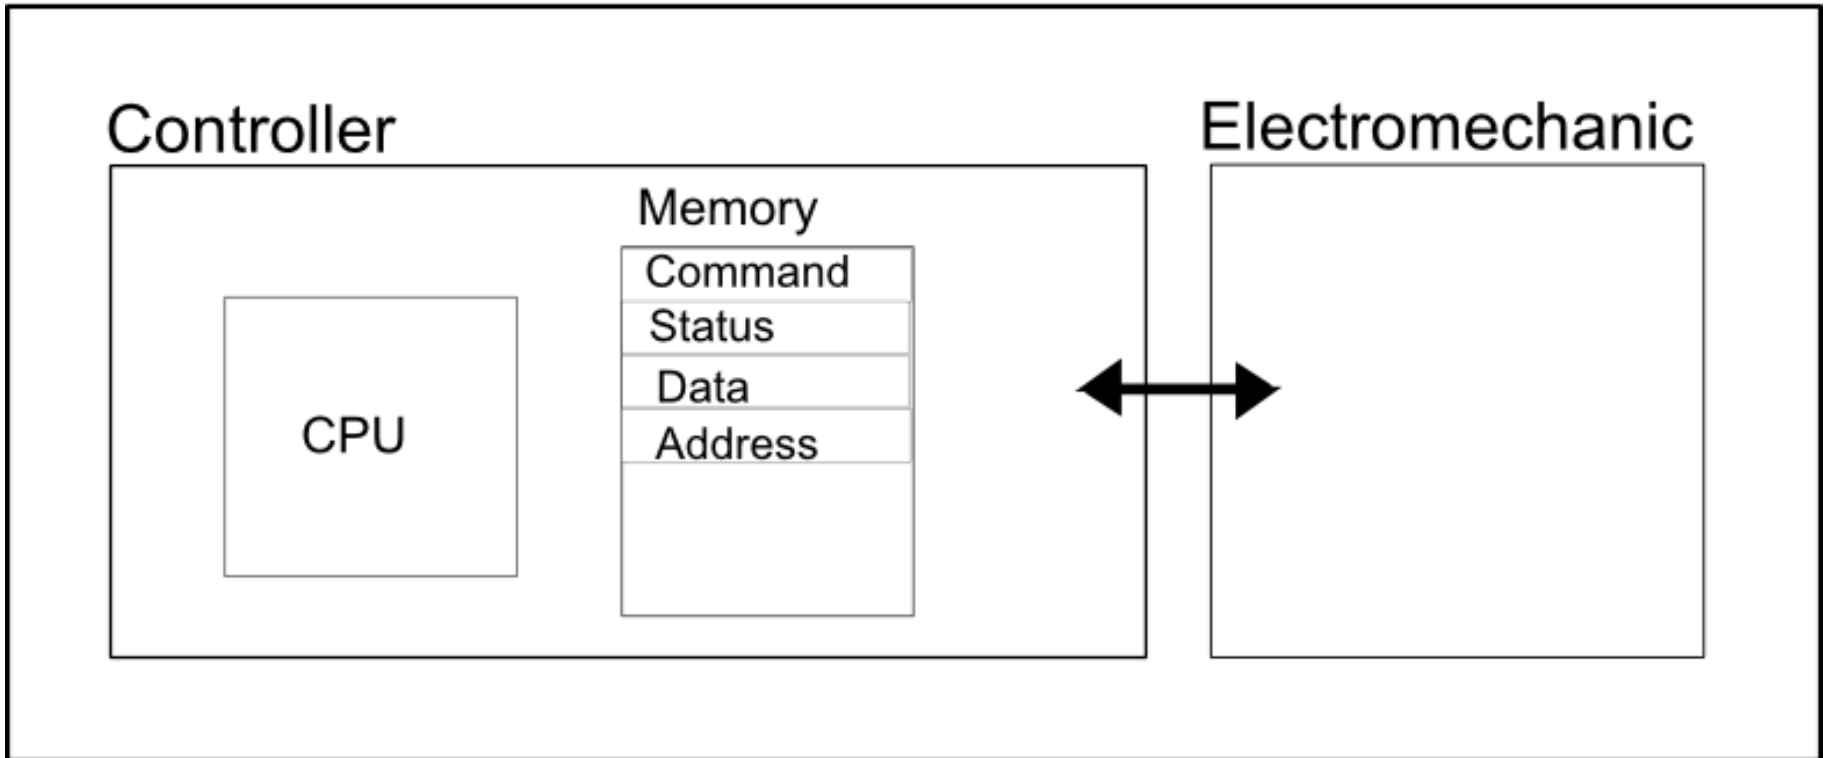 Controller
Electromechanic
Memory
Command
Status
Data
Address
CPU